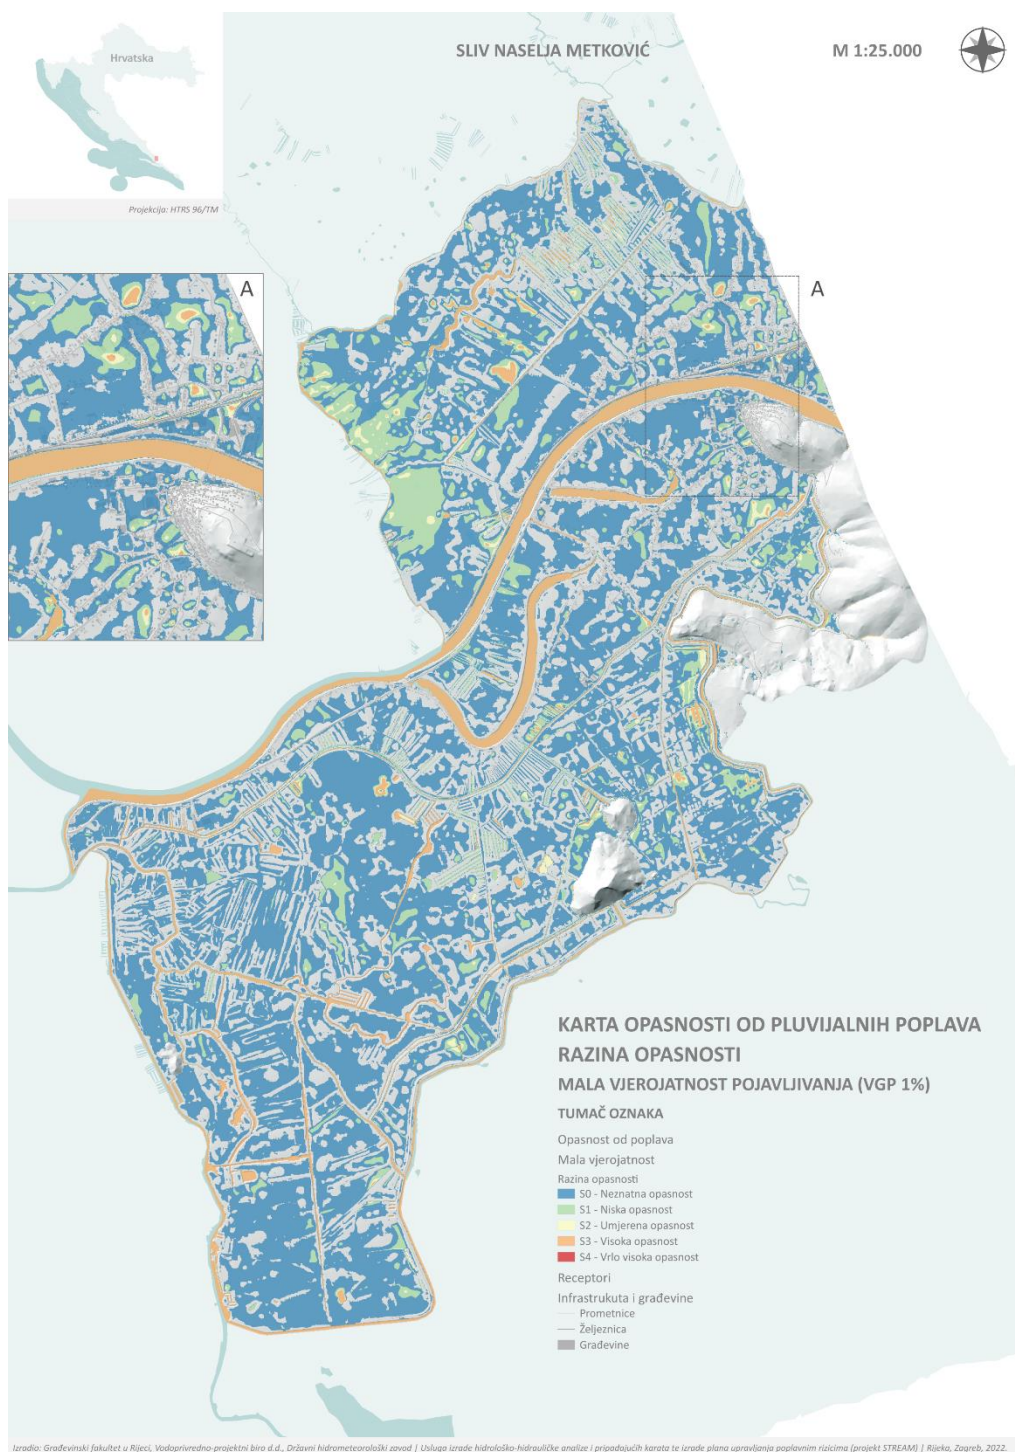 Hrvatska
SLIV NASELJA METKOVIĆ
M 1:25.000
Projekcija: HTRS 96/TM
A
A
KARTA OPASNOSTI OD PLUVIJALNIH POPLAVA
RAZINA OPASNOSTI
MALA VJEROJATNOST POJAVLJIVANJA (VGP 1%)
TUMAČ OZNAKA
Opasnost od poplava
Mala vjerojatnost
Razina opasnosti
S0 - Neznatna opasnost
S1 - Niska opasnost
S2 - Umjerena opasnost
S3 - Visoka opasnost
S4 - Vrlo visoka opasnost
Receptori
Infrastrukuta i građevine
Prometnice
Željeznica
Građevine
Izradio: Građevinski fakultet u Rijeci, Vodoprivredno-projektni biro d.d., Državni hidrometeorološki zavod | Usluga izrade hidrološko-hidrauličke analize i pripadajućih karata te izrade plana upravljanja poplavnim rizicima (projekt STREAM) | Rijeka, Zagreb, 2022.